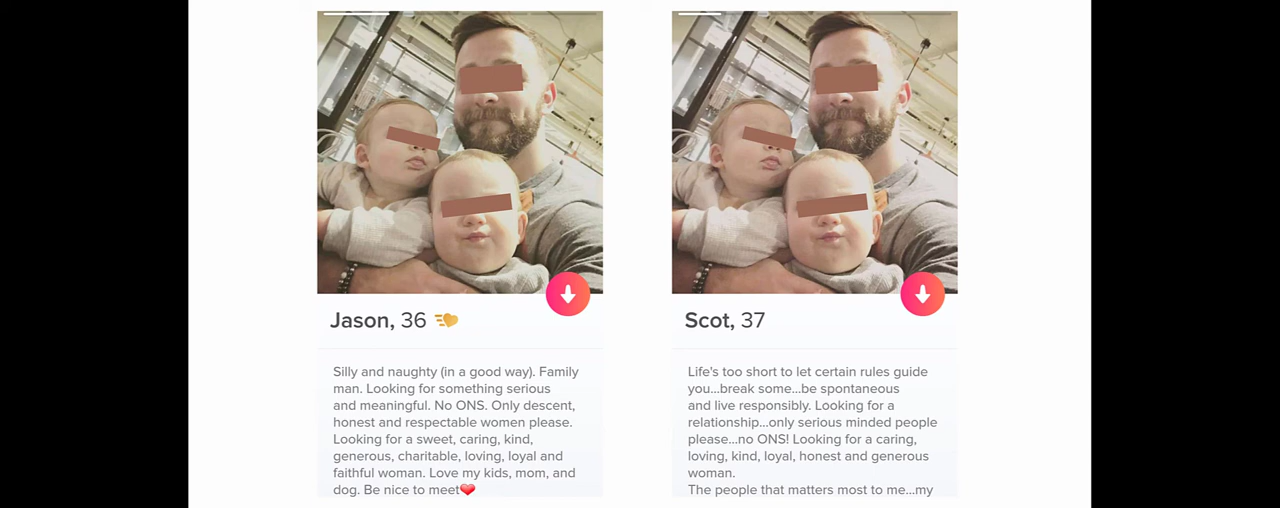 Jason, 36
Silly and naughty (in a good way). Family
man. Looking for something serious
and meaningful. No ONS. Only descent,
honest and respectable women please.
Looking for a sweet, caring, kind,
generous, charitable, loving, loyal and
faithful woman. Love my kids, mom, and
dog. Be nice to meet❤️
Scot, 37
Life's too short to let certain rules guide
you...break some...be spontaneous
and live responsibly. Looking for a
relationship...only serious minded people
please...no ONS! Looking for a caring,
loving, kind, loyal, honest and generous
woman.
The people that matters most to me...my